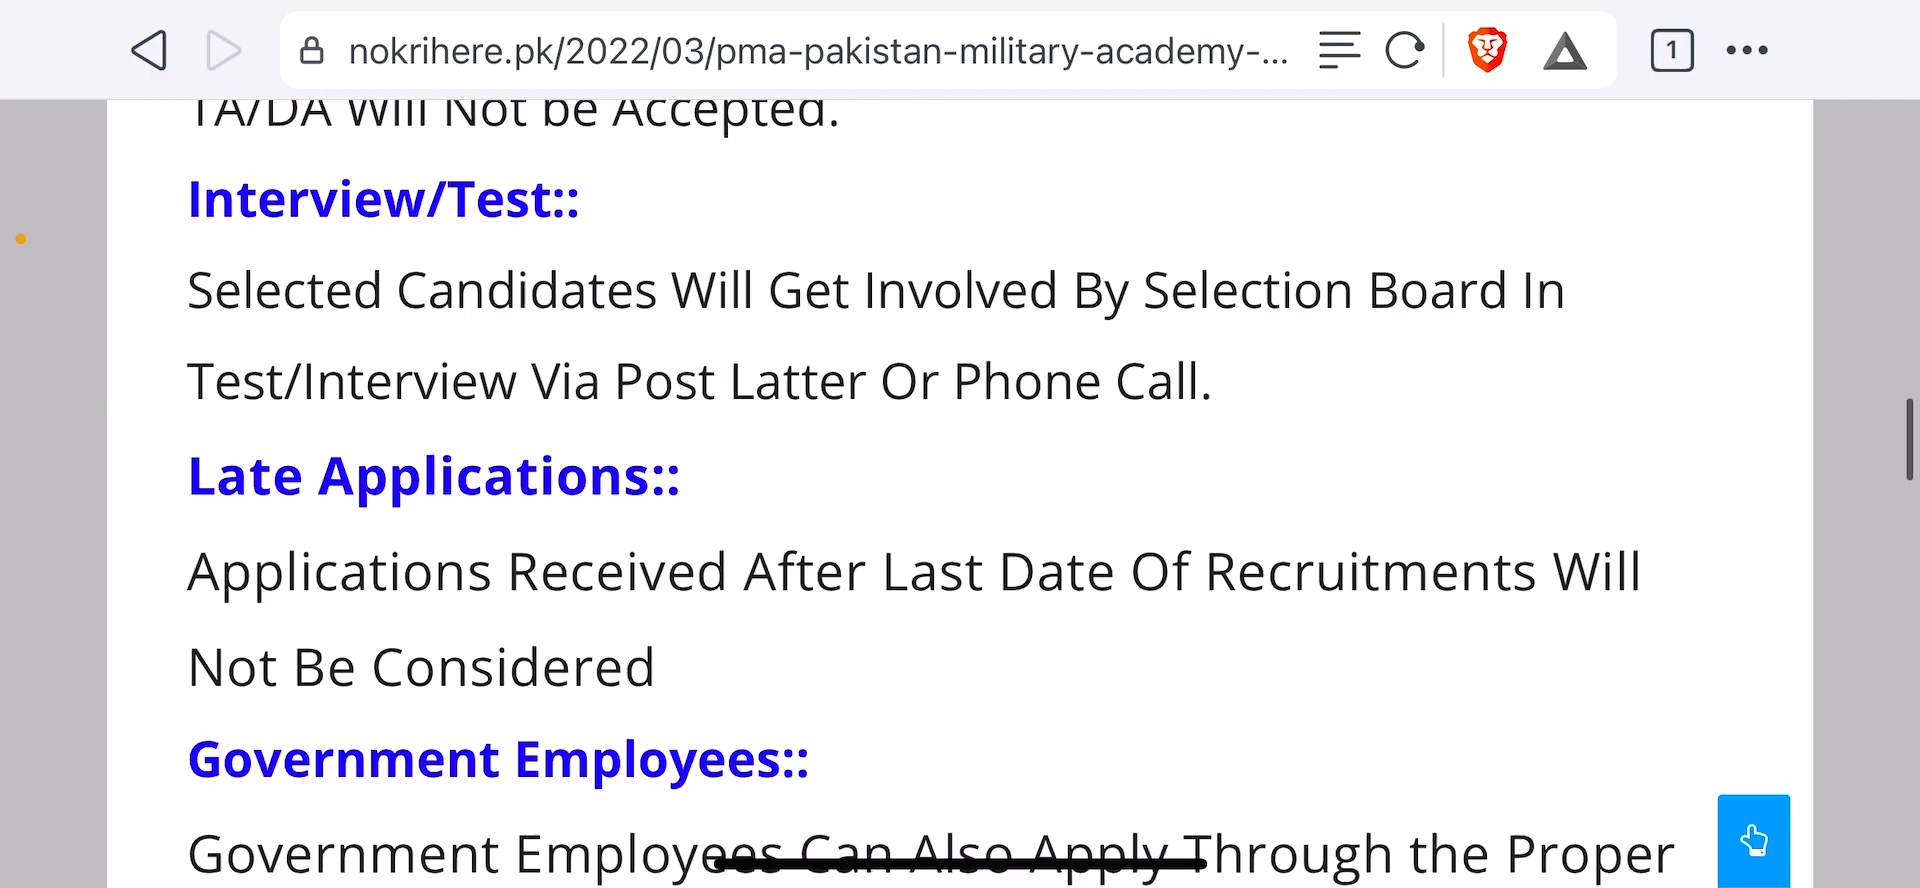 nokrihere.pk/2022/03/pma-pakistan-military-academy-...
1
TA/DA Will Not be Accepted.
Interview/Test::
Selected Candidates Will Get Involved By Selection Board In
Test/Interview Via Post Latter Or Phone Call.
Late Applications::
Applications Received After Last Date Of Recruitments Will
Not Be Considered
Government Employees::
Government Employees Can Also Apply Through the Proper